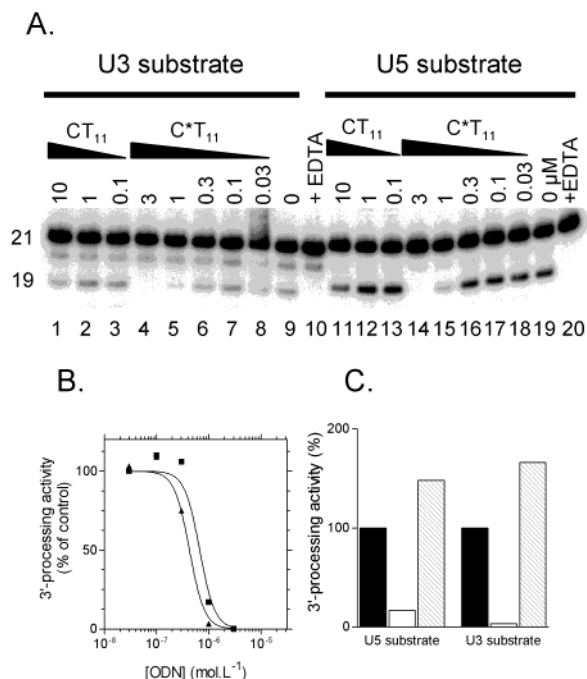 A.
U3 substrate U5 substrate
CT11 C*T11 CT11 C*T11
10 1 0.1 3 1 0.3 0.1 0.03 0 + EDTA 10 1 0.1 3 1 0.3 0.1 0.03 0 µM +EDTA
21
19
1 2 3 4 5 6 7 8 9 10 11 12 13 14 15 16 17 18 19 20
B.
3'-processing activity
(% of control)
100
50
0
10-8 10-7 10-6 10-5
[ODN] (mol.L-1)
C.
3'-processing activity (%)
200
100
0
U5 substrate U3 substrate